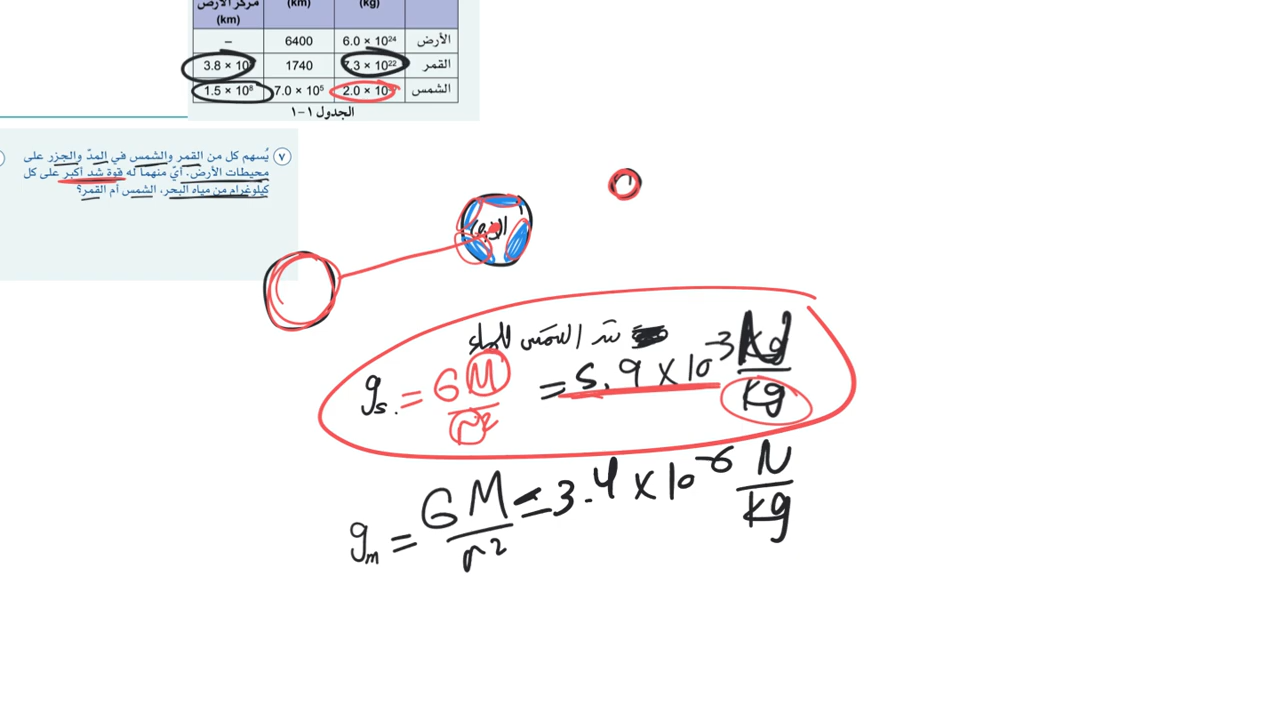 مركز الأرض (km) (km) (kg)
الأرض 6.0 × 10²⁴ 6400 –
القمر 7.3 × 10²² 1740 3.8 × 10
الشمس 2.0 × 10 7.0 × 10⁵ 1.5 × 10⁸
الجدول ١-١
٧ يُسهم كل من القمر والشمس في المدّ والجزر على
محيطات الأرض. أيّ منهما له قوة شد أكبر على كل
كيلوغرام من مياه البحر، الشمس أم القمر؟
شد الشمس للماء
gₛ. = GM/r² = 5.9 × 10⁻³ kg/kg
gₘ = GM/r² = 3.4 × 10⁻⁶ N/kg